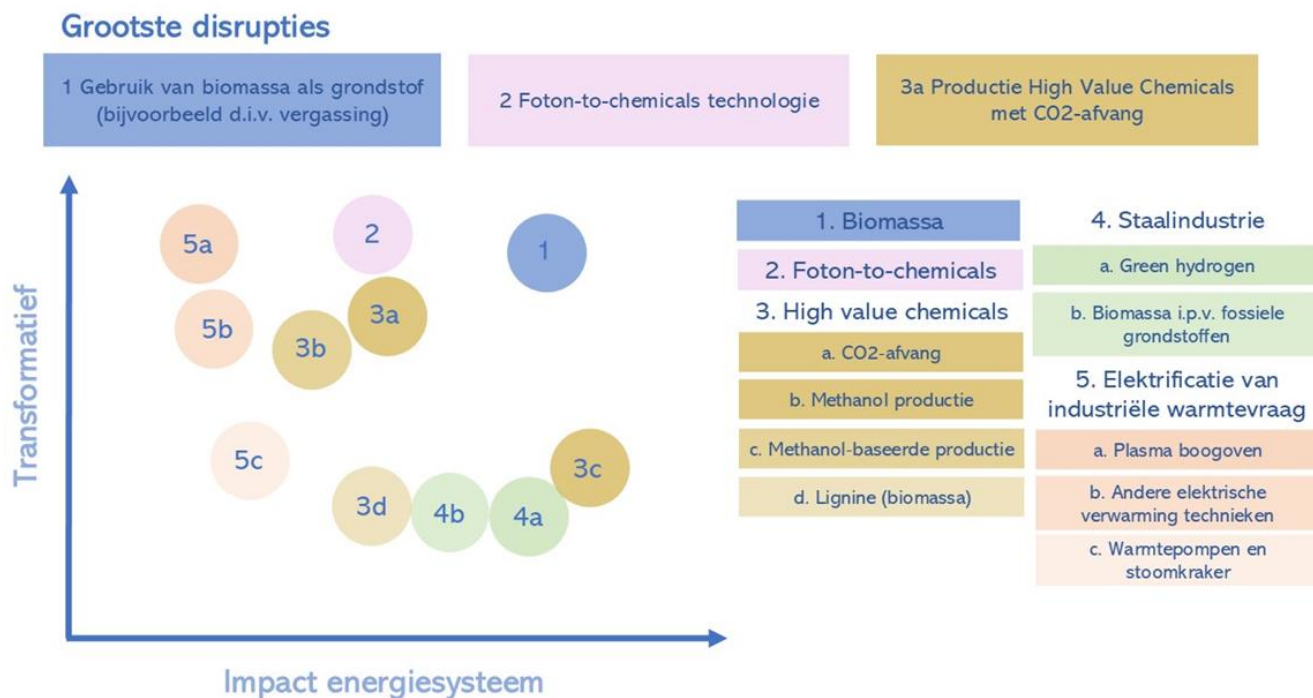 Grootste disrupties
1 Gebruik van biomassa als grondstof
(bijvoorbeeld d.i.v. vergassing)
2 Foton-to-chemicals technologie
3a Productie High Value Chemicals
met CO2-afvang
Transformatief
5a
2
1
5b
3a
3b
5c
3c
3d
4b
4a
Impact energiesysteem
1. Biomassa
2. Foton-to-chemicals
3. High value chemicals
a. CO2-afvang
b. Methanol productie
c. Methanol-baseerde productie
d. Lignine (biomassa)
4. Staalindustrie
a. Green hydrogen
b. Biomassa i.p.v. fossiele
grondstoffen
5. Elektrificatie van
industriële warmtevraag
a. Plasma boogoven
b. Andere elektrische
verwarming technieken
c. Warmtepompen en
stoomkraker